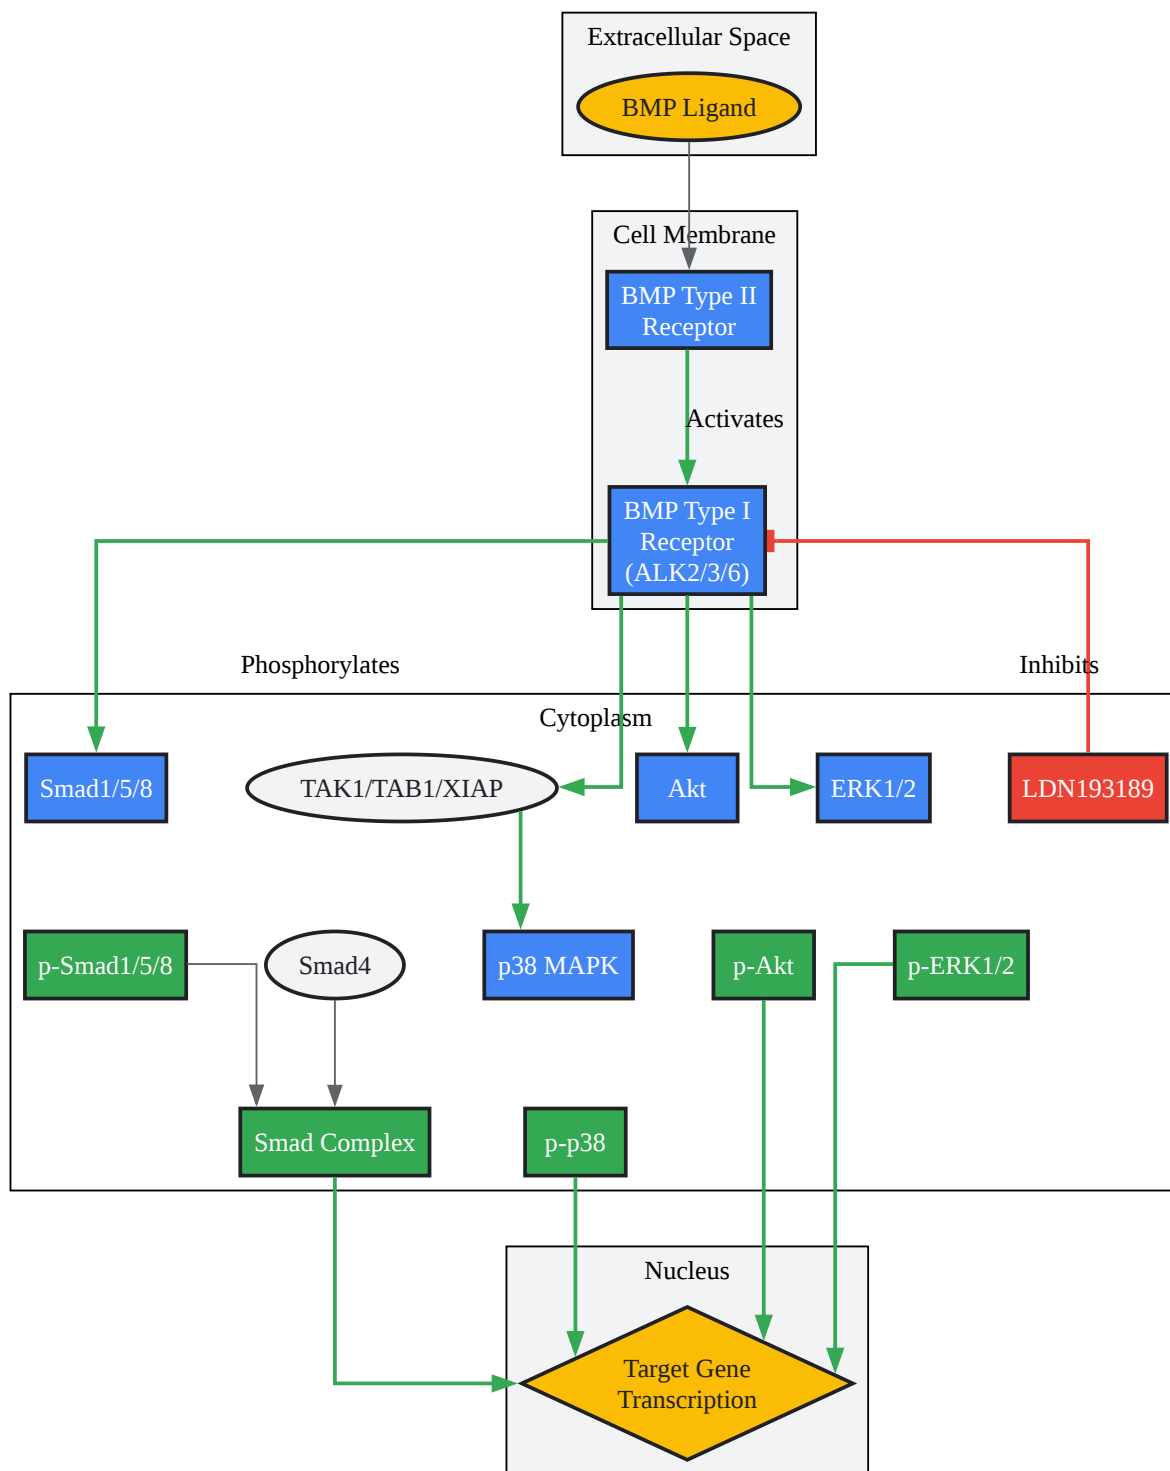 Extracellular Space
BMP Ligand
Cell Membrane
BMP Type II
Receptor
Activates
BMP Type I
Receptor
(ALK2/3/6)
Phosphorylates
Inhibits
Cytoplasm
Smad1/5/8
TAK1/TAB1/XIAP
Akt
ERK1/2
LDN193189
p-Smad1/5/8
Smad4
p38 MAPK
p-Akt
p-ERK1/2
Smad Complex
p-p38
Nucleus
Target Gene
Transcription